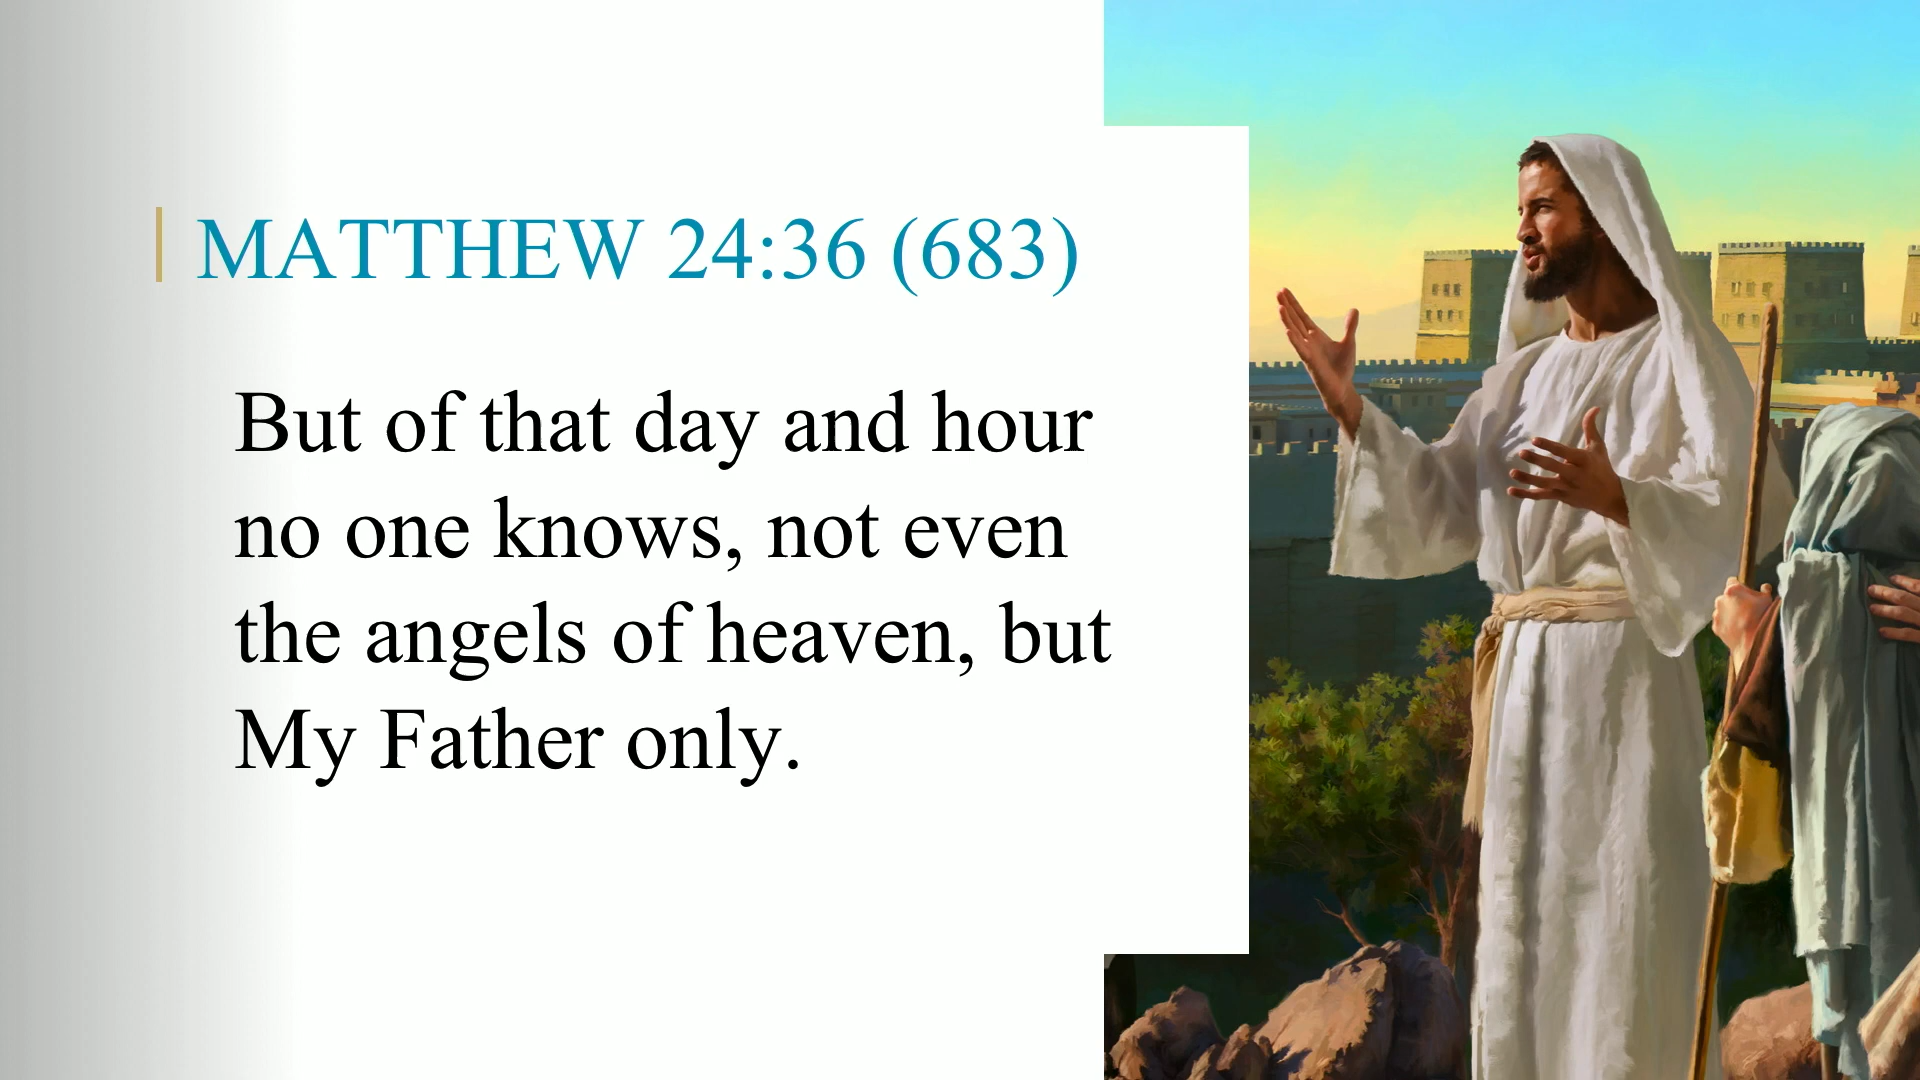 MATTHEW 24:36 (683)
But of that day and hour
no one knows, not even
the angels of heaven, but
My Father only.